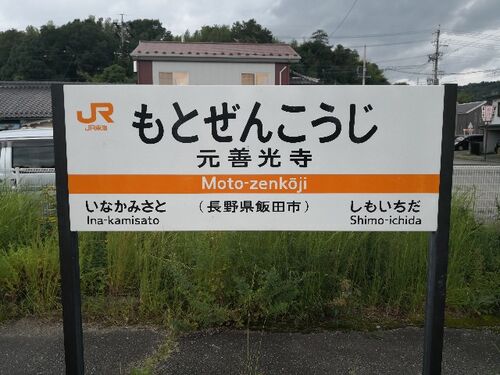 JR
JR東海
もとぜんこうじ
元善光寺
Moto-zenkōji
いなかみさと
Ina-kamisato
(長野県飯田市)
しもいちだ
Shimo-ichida